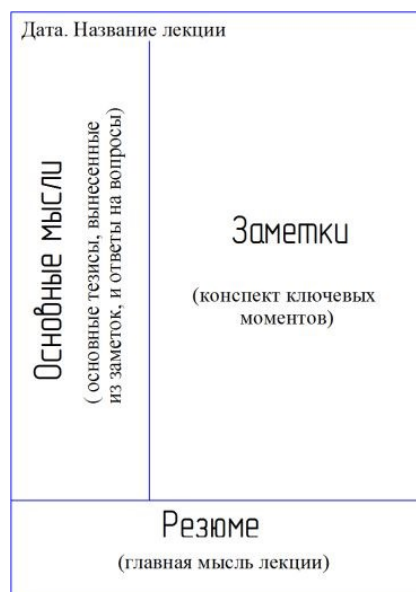 Дата. Название лекции
Основные мысли
( основные тезисы, вынесенные
из заметок, и ответы на вопросы)
Заметки
(конспект ключевых
моментов)
Резюме
(главная мысль лекции)